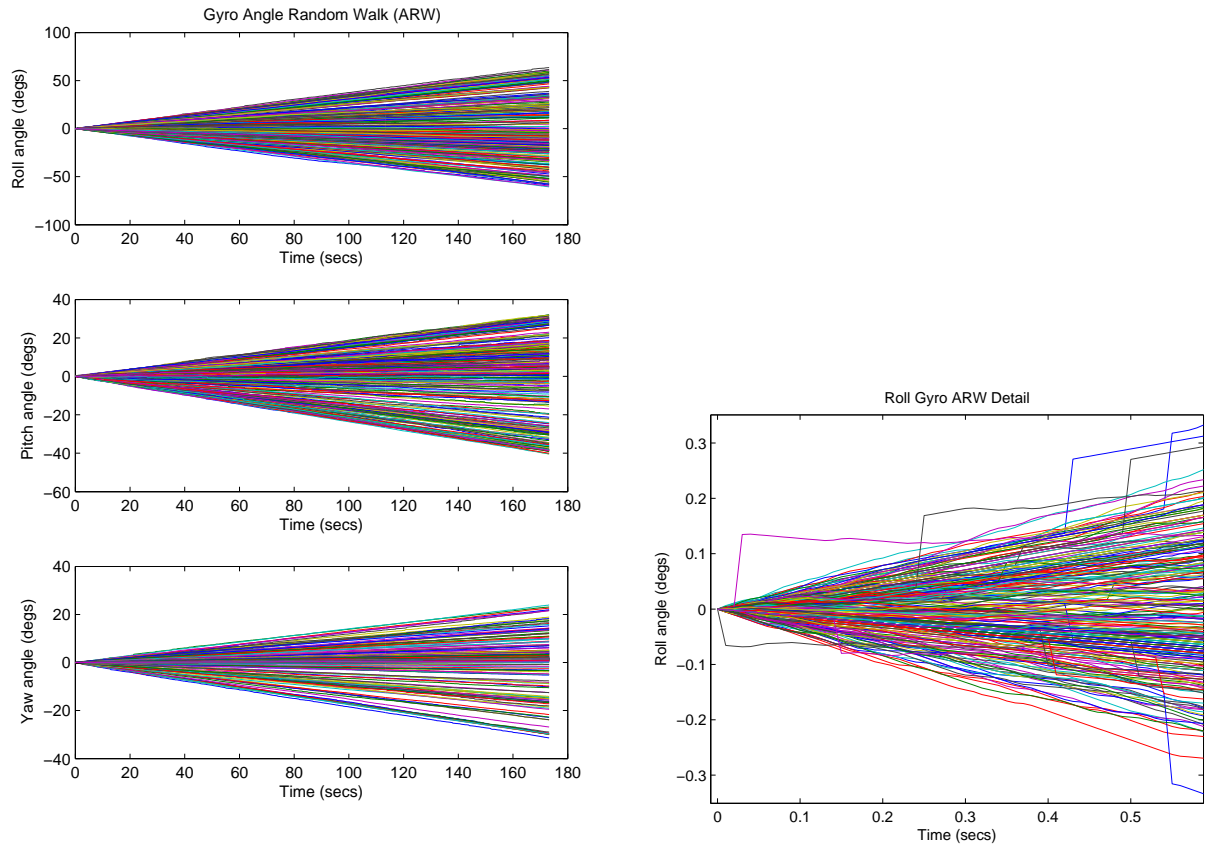 Gyro Angle Random Walk (ARW)
Roll angle (degs)
100
50
0
−50
−100
0 20 40 60 80 100 120 140 160 180
Time (secs)
Pitch angle (degs)
40
20
0
−20
−40
−60
0 20 40 60 80 100 120 140 160 180
Time (secs)
Yaw angle (degs)
40
20
0
−20
−40
0 20 40 60 80 100 120 140 160 180
Time (secs)
Roll Gyro ARW Detail
Roll angle (degs)
0.3
0.2
0.1
0
−0.1
−0.2
−0.3
0 0.1 0.2 0.3 0.4 0.5
Time (secs)